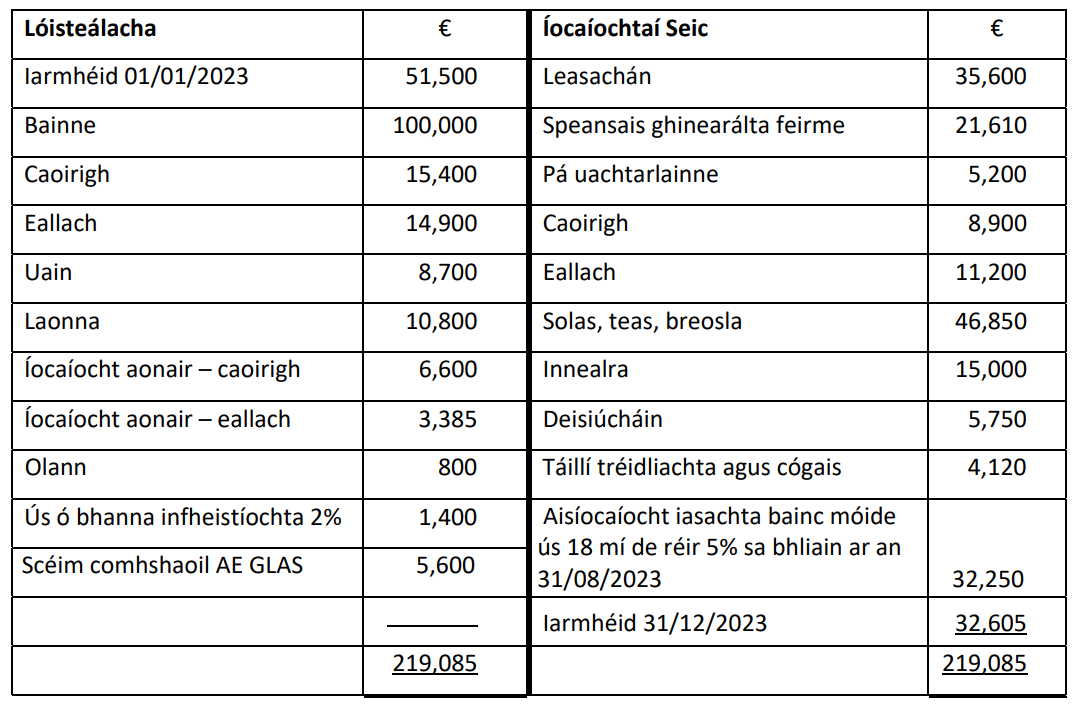 Lóisteálacha € Íocaíochtaí Seic €
Iarmhéid 01/01/2023 51,500 Leasachán 35,600
Bainne 100,000 Speansais ghinearálta feirme 21,610
Caoirigh 15,400 Pá uachtarlainne 5,200
Eallach 14,900 Caoirigh 8,900
Uain 8,700 Eallach 11,200
Laonna 10,800 Solas, teas, breosla 46,850
Íocaíocht aonair – caoirigh 6,600 Innealra 15,000
Íocaíocht aonair – eallach 3,385 Deisiúcháin 5,750
Olann 800 Táillí tréidliachta agus cógais 4,120
Ús ó bhanna infheistíochta 2% 1,400 Aisíocaíocht iasachta bainc móide
ús 18 mí de réir 5% sa bhliain ar an
Scéim comhshaoil AE GLAS 5,600 31/08/2023 32,250
Iarmhéid 31/12/2023 32,605
219,085 219,085